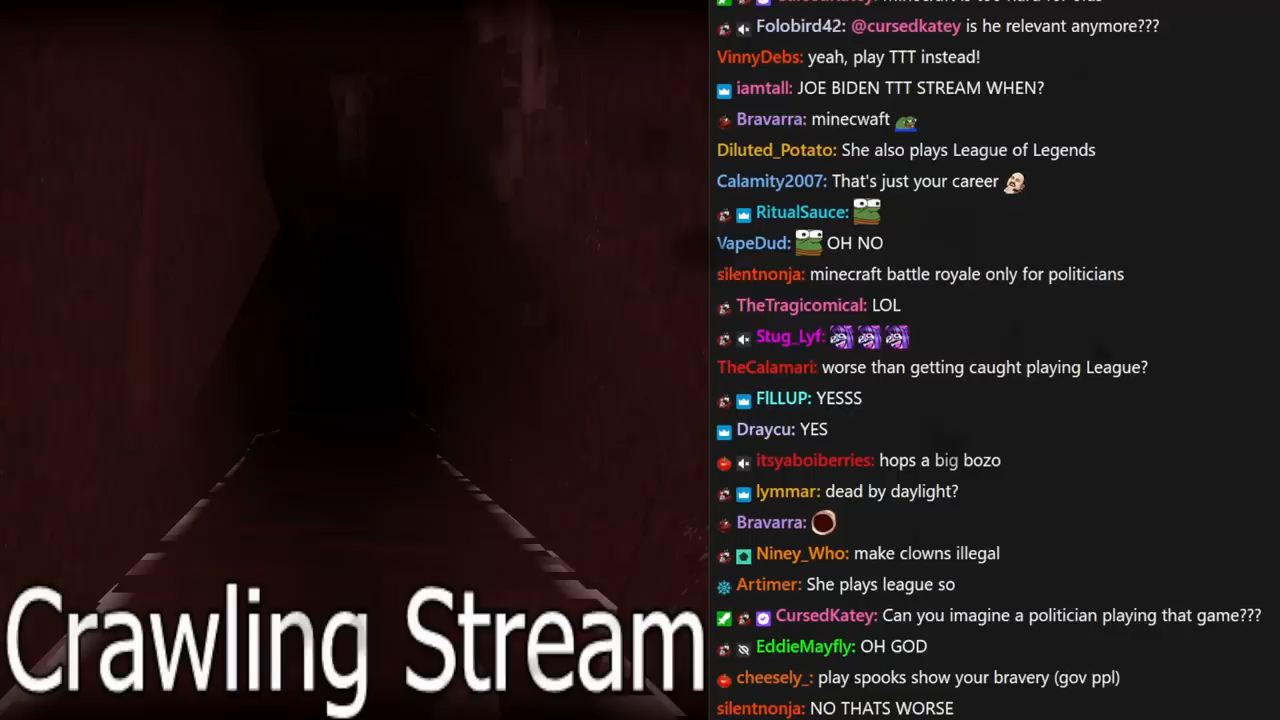 Folobird42: @cursedkatey is he relevant anymore???
VinnyDebs: yeah, play TTT instead!
iamtall: JOE BIDEN TTT STREAM WHEN?
Bravarra: minecwaft
Diluted_Potato: She also plays League of Legends
Calamity2007: That's just your career
RitualSauce:
VapeDud: OH NO
silentnonja: minecraft battle royale only for politicians
TheTragicomical: LOL
Stug_Lyf:
TheCalamari: worse than getting caught playing League?
FlLLUP: YESSS
Draycu: YES
itsyaboiberries: hops a big bozo
lymmar: dead by daylight?
Bravarra:
Niney_Who: make clowns illegal
Artimer: She plays league so
CursedKatey: Can you imagine a politician playing that game???
EddieMayfly: OH GOD
cheesely_: play spooks show your bravery (gov ppl)
silentnonja: NO THATS WORSE
Crawling Stream